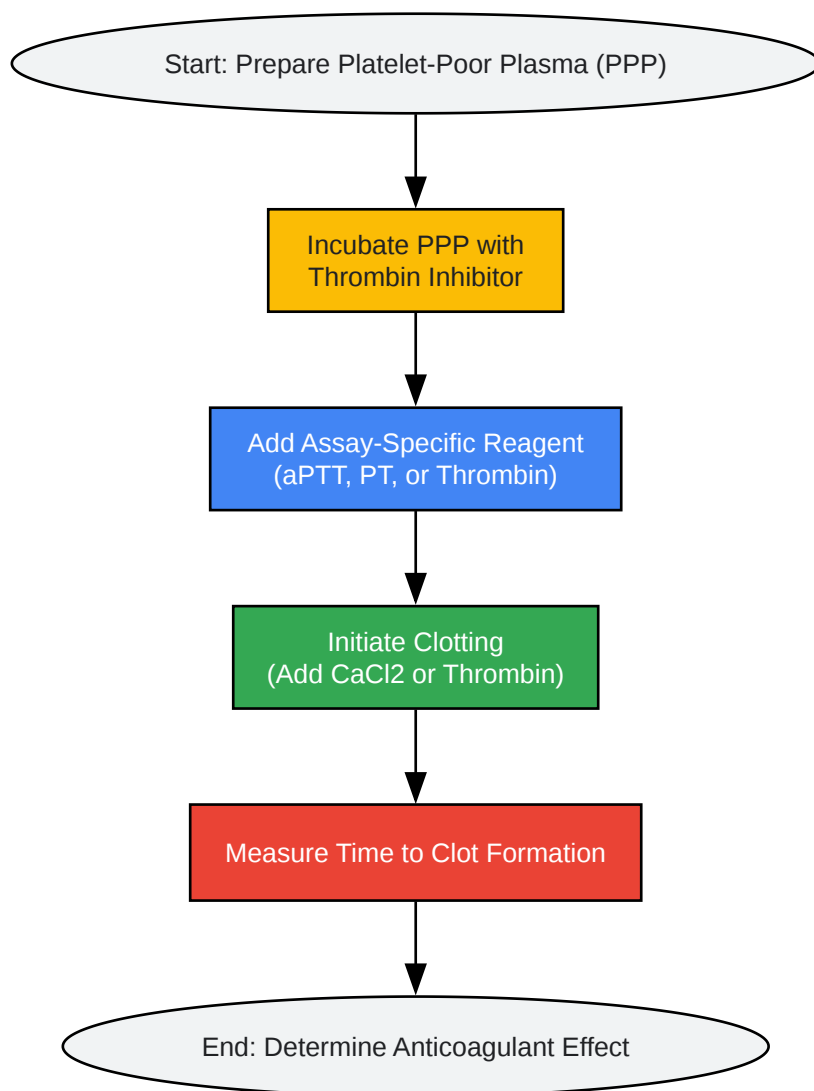 Start: Prepare Platelet-Poor Plasma (PPP)
Incubate PPP with
Thrombin Inhibitor
Add Assay-Specific Reagent
(aPTT, PT, or Thrombin)
Initiate Clotting
(Add CaCl2 or Thrombin)
Measure Time to Clot Formation
End: Determine Anticoagulant Effect